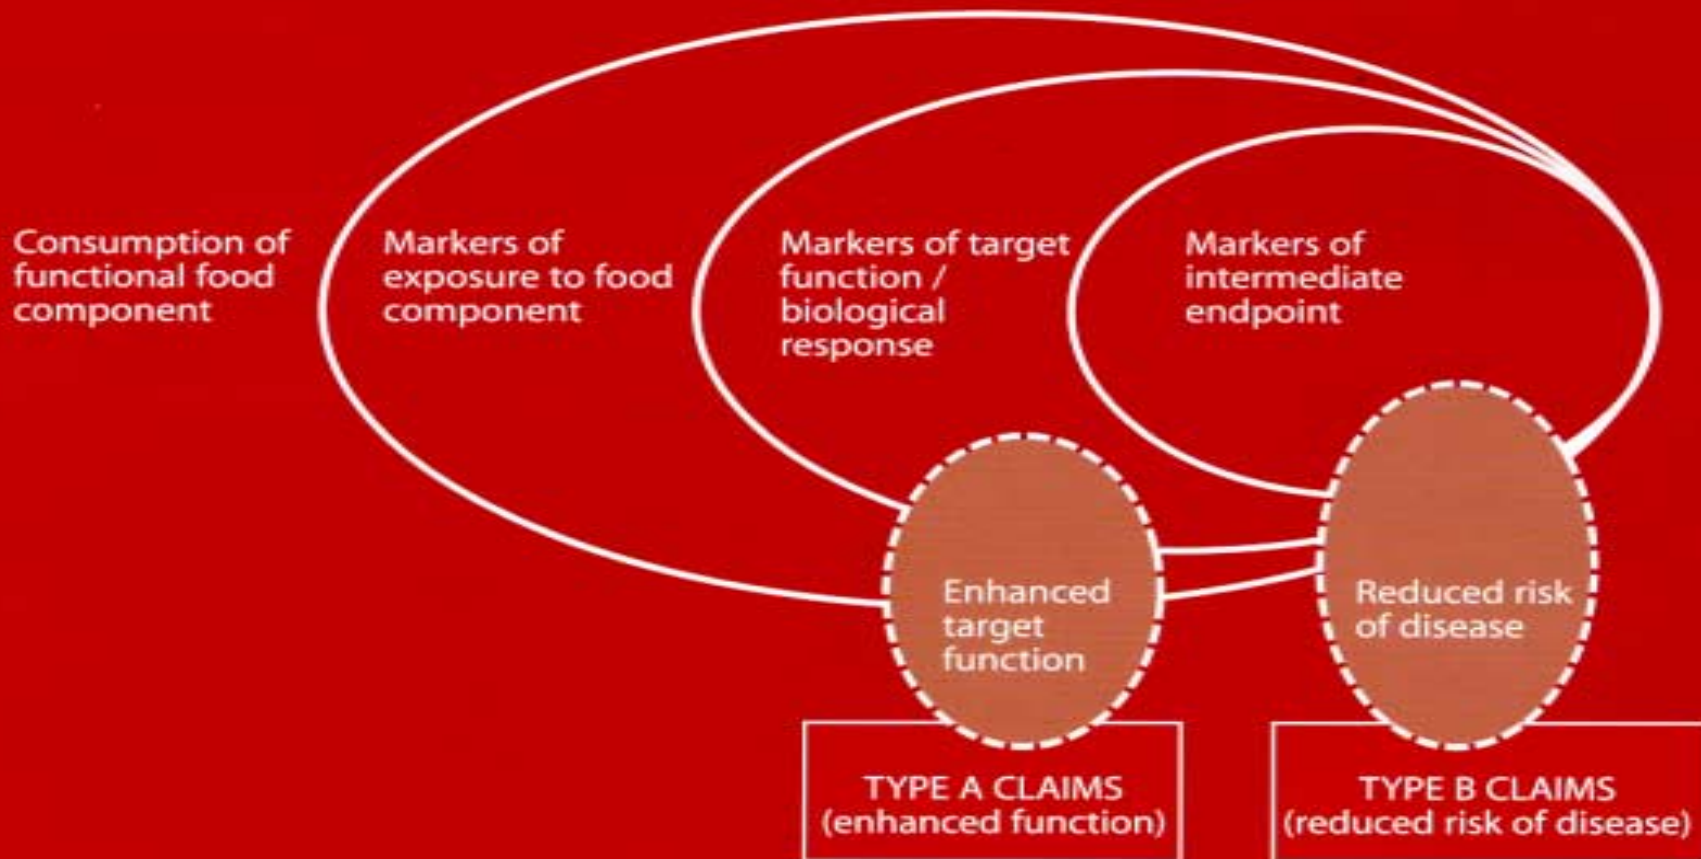 Consumption of
functional food
component
Markers of
exposure to food
component
Markers of target
function /
biological
response
Markers of
intermediate
endpoint
Enhanced
target
function
Reduced risk
of disease
TYPE A CLAIMS
(enhanced function)
TYPE B CLAIMS
(reduced risk of disease)